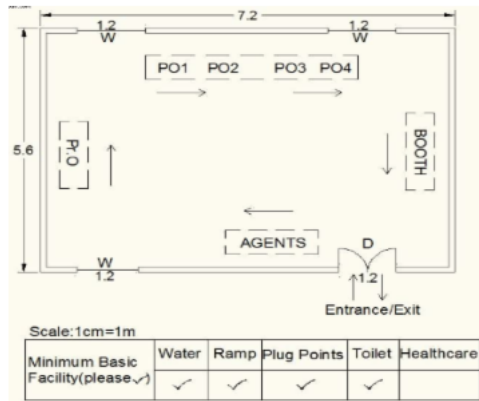 7.2
1.2
W
1.2
W
PO1 PO2 PO3 PO4
5.6
Pr.O
BOOTH
AGENTS
D
W
1.2
1.2
Entrance/Exit
Scale:1cm=1m
Minimum Basic Facility(please ✓) Water Ramp Plug Points Toilet Healthcare
✓ ✓ ✓ ✓